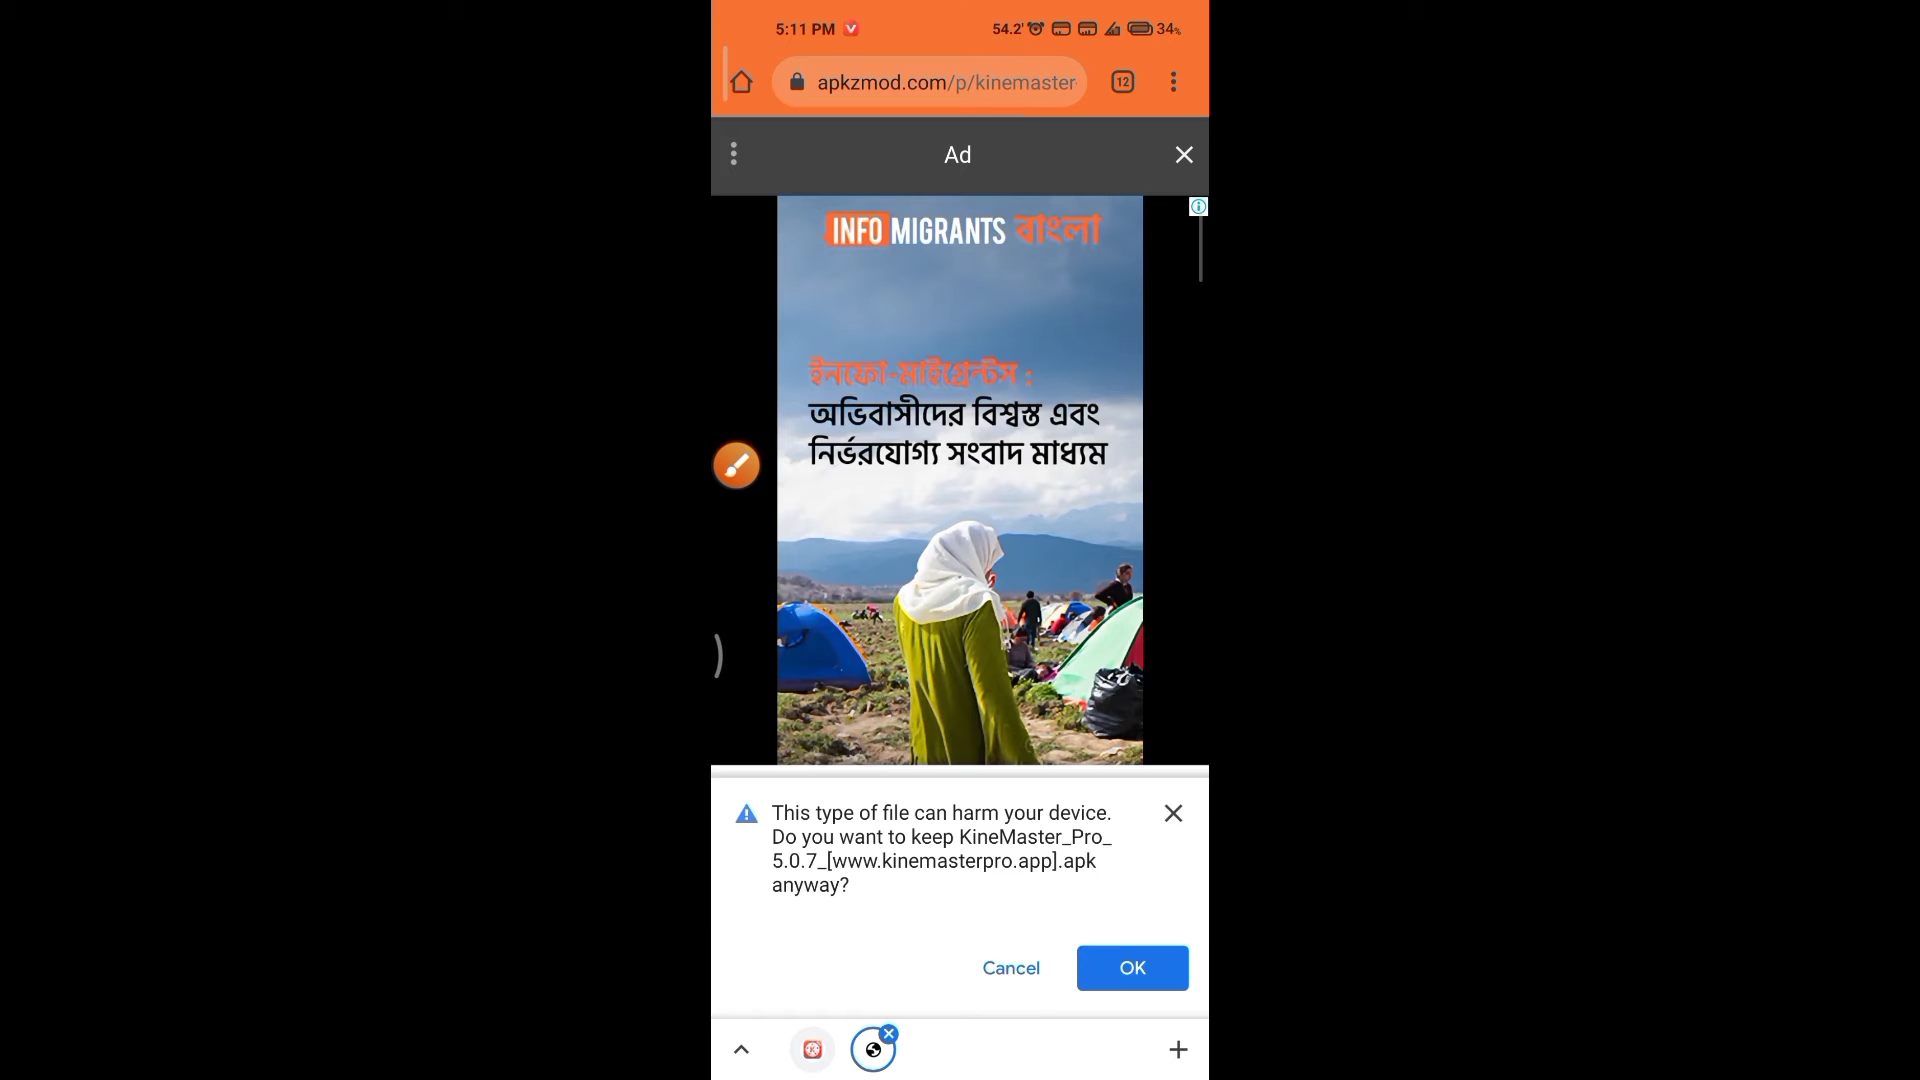 5:11 PM 54.2' 34%
apkzmod.com/p/kinemaster 12
Ad
INFO MIGRANTS বাংলা
ইনফো-মাইগ্রেন্টস :
অভিবাসীদের বিশ্বস্ত এবং
নির্ভরযোগ্য সংবাদ মাধ্যম
This type of file can harm your device.
Do you want to keep KineMaster_Pro_
5.0.7_[www.kinemasterpro.app].apk
anyway?
Cancel OK